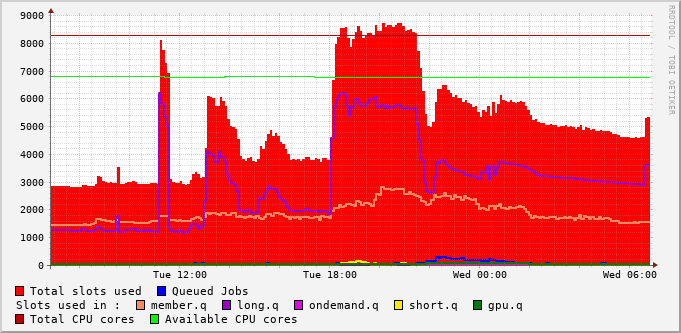 9000
8000
7000
6000
5000
4000
3000
2000
1000
0
Tue 12:00 Tue 18:00 Wed 00:00 Wed 06:00
RRDTOOL / TOBI OETIKER
Total slots used Queued Jobs
Slots used in : member.q long.q ondemand.q short.q gpu.q
Total CPU cores Available CPU cores